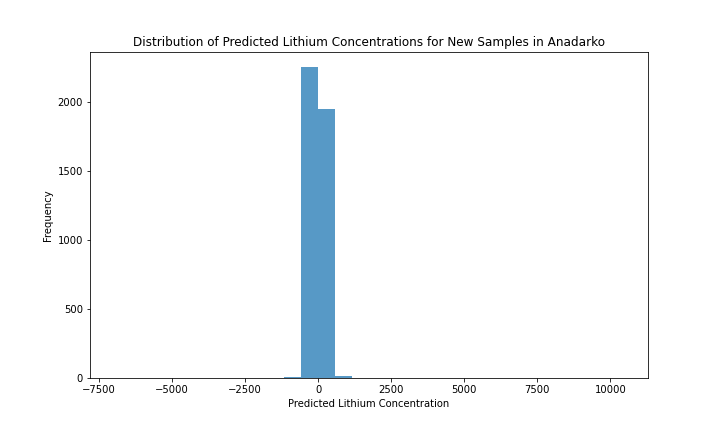 Distribution of Predicted Lithium Concentrations for New Samples in Anadarko
2000
1500
1000
500
0
Frequency
−7500 −5000 −2500 0 2500 5000 7500 10000
Predicted Lithium Concentration